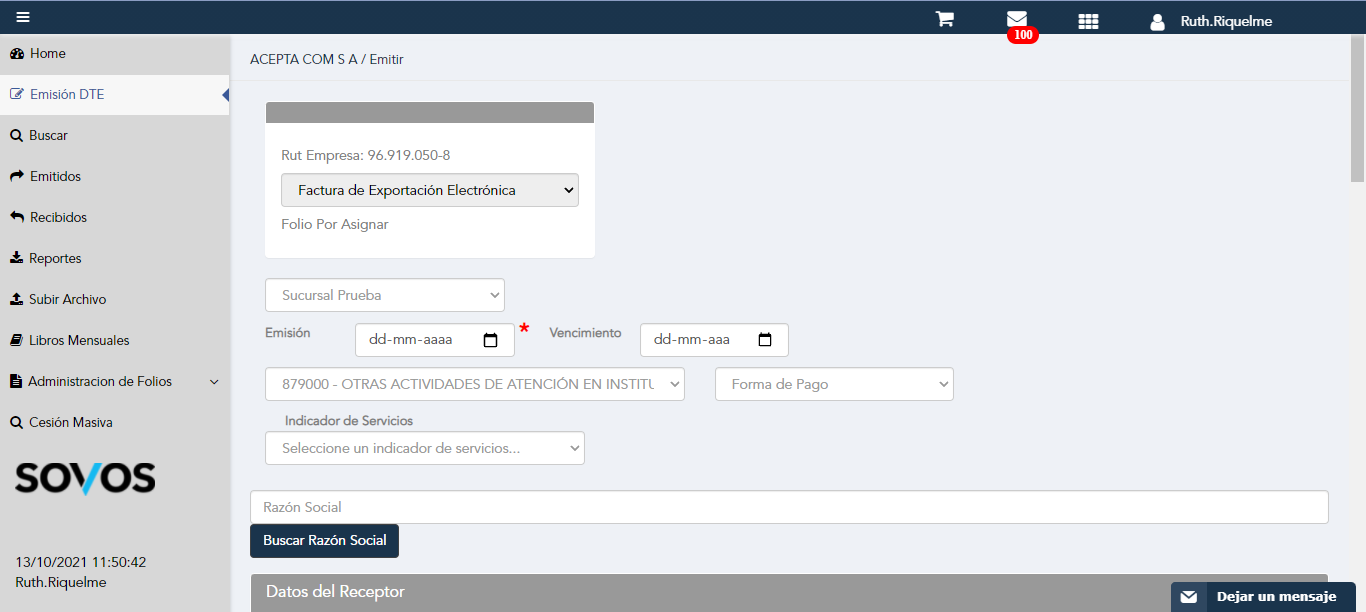 Ruth.Riquelme
100
Home
ACEPTA COM S A / Emitir
Emisión DTE
Buscar
Emitidos
Recibidos
Reportes
Subir Archivo
Libros Mensuales
Administracion de Folios
Cesión Masiva
SOVOS
13/10/2021 11:50:42
Ruth.Riquelme
Rut Empresa: 96.919.050-8
Factura de Exportación Electrónica
Folio Por Asignar
Sucursal Prueba
Emisión dd-mm-aaaa * Vencimiento dd-mm-aaa
879000 - OTRAS ACTIVIDADES DE ATENCIÓN EN INSTITU Forma de Pago
Indicador de Servicios
Seleccione un indicador de servicios...
Razón Social
Buscar Razón Social
Datos del Receptor
Dejar un mensaje